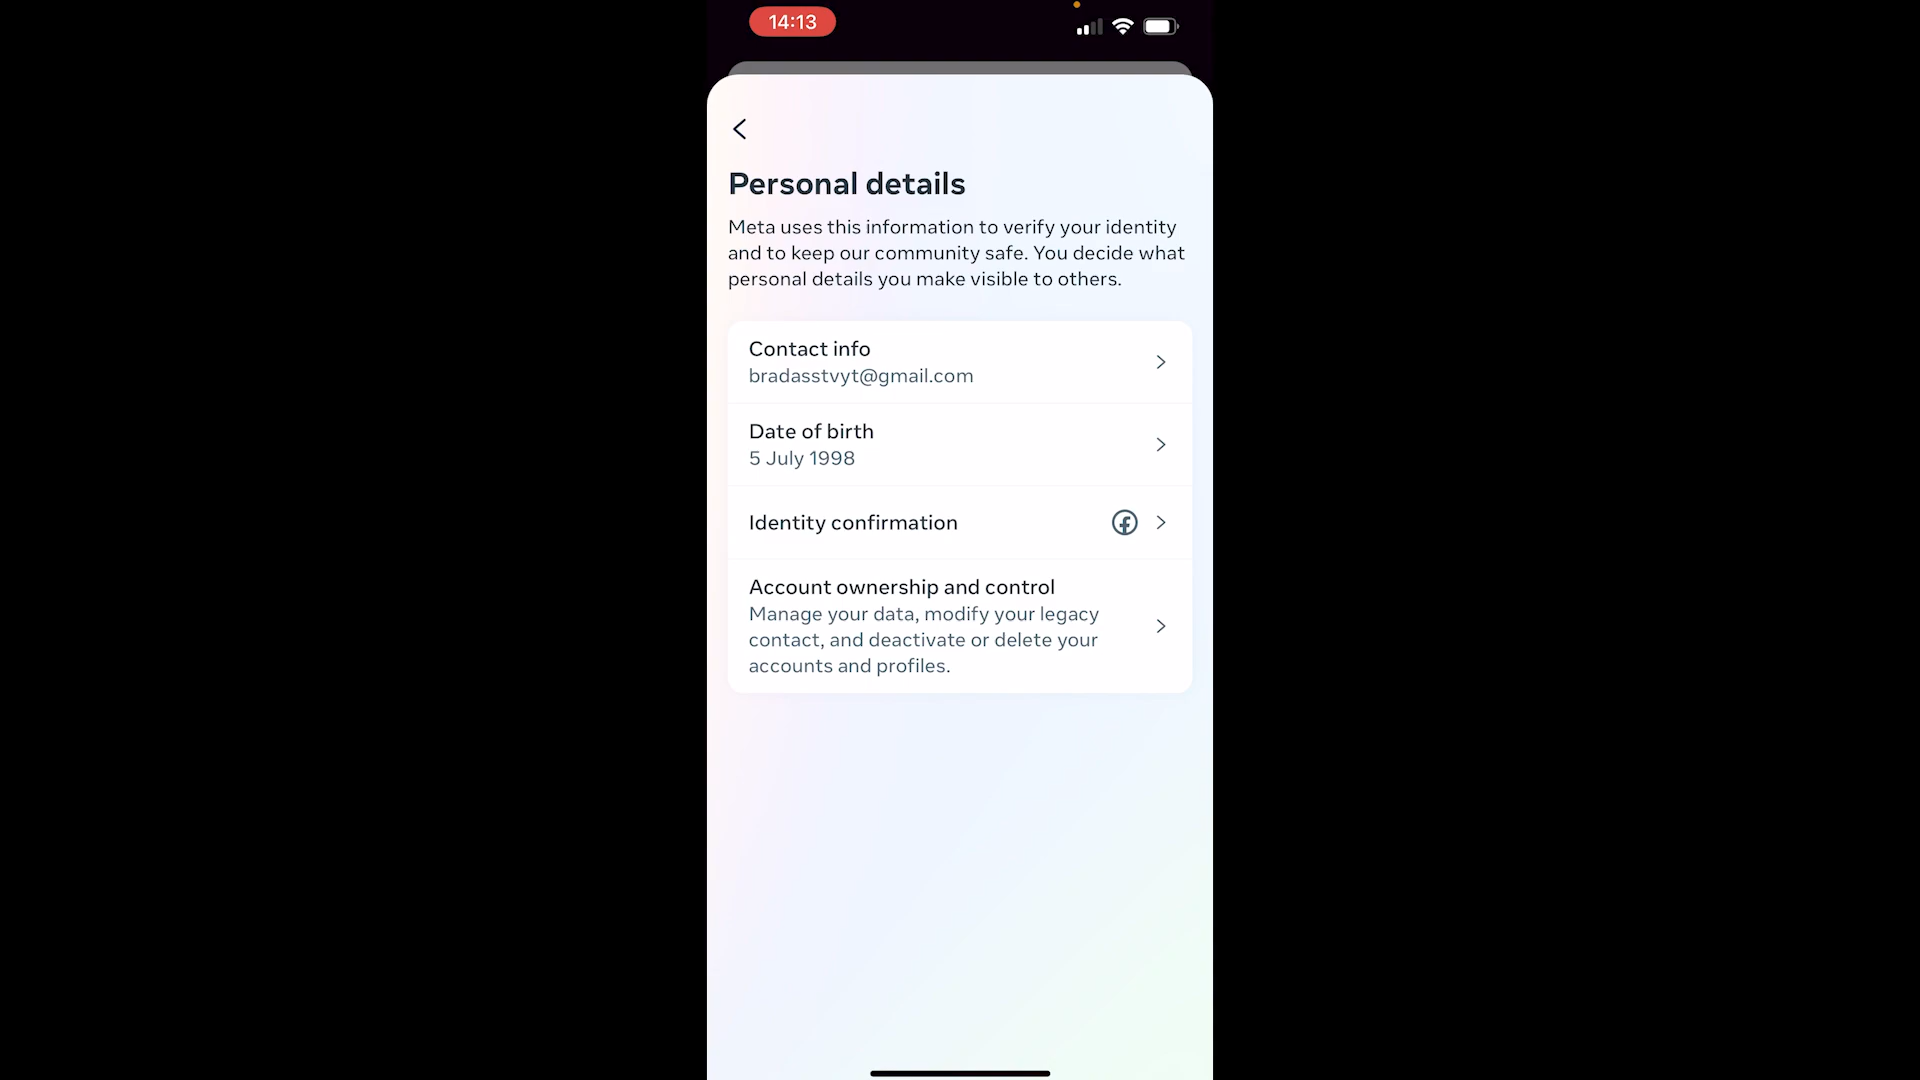 14:13
Personal details
Meta uses this information to verify your identity
and to keep our community safe. You decide what
personal details you make visible to others.
Contact info
bradasstvyt@gmail.com
Date of birth
5 July 1998
Identity confirmation
Account ownership and control
Manage your data, modify your legacy
contact, and deactivate or delete your
accounts and profiles.